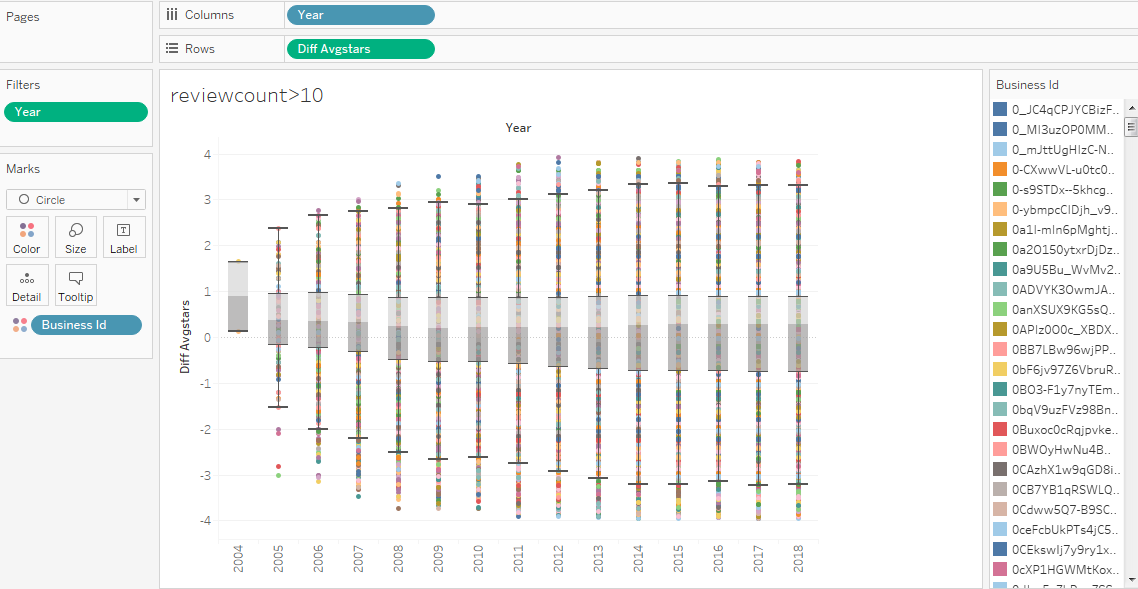 Pages
Columns
Year
Rows
Diff Avgstars
Filters
Year
Marks
Circle
Color
Size
Label
Detail
Tooltip
Business Id
reviewcount>10
Year
Diff Avgstars
4
3
2
1
0
-1
-2
-3
-4
2004
2005
2006
2007
2008
2009
2010
2011
2012
2013
2014
2015
2016
2017
2018
Business Id
0_JC4qCPJYCBizF..
0_MI3uzOP0MM..
0_mJttUgHIzC-N..
0-CXwwVL-u0tc0..
0-s9STDx--5khcg..
0-ybmpcCIDjh_v9..
0a1I-mIn6pMghtj..
0a2O150ytxrDjDz..
0a9U5Bu_WvMv2..
0ADVYK3OwmJA..
0anXSUX9KG5sQ..
0APIz0O0c_XBDX..
0BB7LBw96wjPP..
0bF6jv97Z6VbruR..
0BO3-F1y7nyTEm..
0bqV9uzFVz98Bn..
0Buxoc0cRqjpvke..
0BWOyHwNu4B..
0CAzhX1w9qGD8i..
0CB7YB1qRSWLQ..
0Cdww5Q7-B9SC..
0ceFcbUkPTs4jC5..
0CEkswIj7y9ry1x..
0cXP1HGWMtKox..